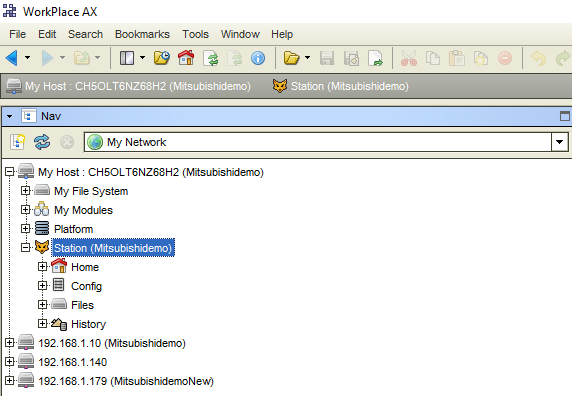 WorkPlace AX
File Edit Search Bookmarks Tools Window Help
My Host : CH5OLT6NZ68H2 (Mitsubishidemo) Station (Mitsubishidemo)
Nav
My Network
My Host : CH5OLT6NZ68H2 (Mitsubishidemo)
My File System
My Modules
Platform
Station (Mitsubishidemo)
Home
Config
Files
History
192.168.1.10 (Mitsubishidemo)
192.168.1.140
192.168.1.179 (MitsubishidemoNew)